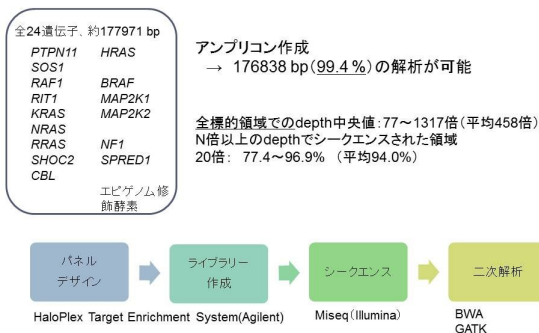 全24遺伝子、約177971 bp
PTPN11 HRAS
SOS1
RAF1 BRAF
RIT1 MAP2K1
KRAS MAP2K2
NRAS
RRAS NF1
SHOC2 SPRED1
CBL
エピゲノム修
飾酵素
アンプリコン作成
→ 176838 bp(99.4%)の解析が可能
全標的領域でのdepth中央値:77～1317倍(平均458倍)
N倍以上のdepthでシークエンスされた領域
20倍: 77.4～96.9% (平均94.0%)
パネル
デザイン
ライブラリー
作成
シークエンス
二次解析
HaloPlex Target Enrichment System(Agilent)
Miseq(Illumina)
BWA
GATK